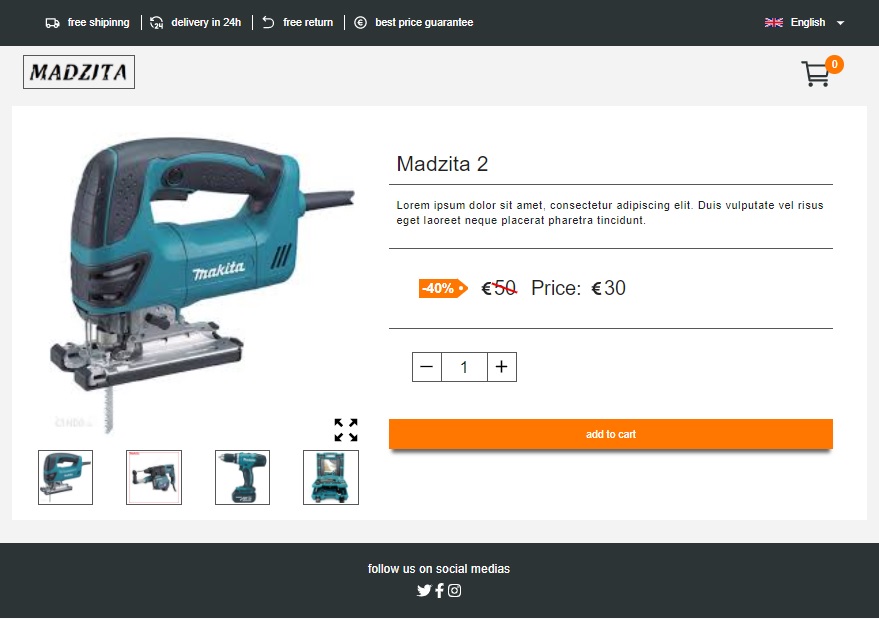 free shipinng
24
delivery in 24h
free return
€
best price guarantee
English
MADZITA
0
Madzita 2
Lorem ipsum dolor sit amet, consectetur adipiscing elit. Duis vulputate vel risus
eget laoreet neque placerat pharetra tincidunt.
makita
-40% €50 Price: €30
− 1 +
add to cart
follow us on social medias